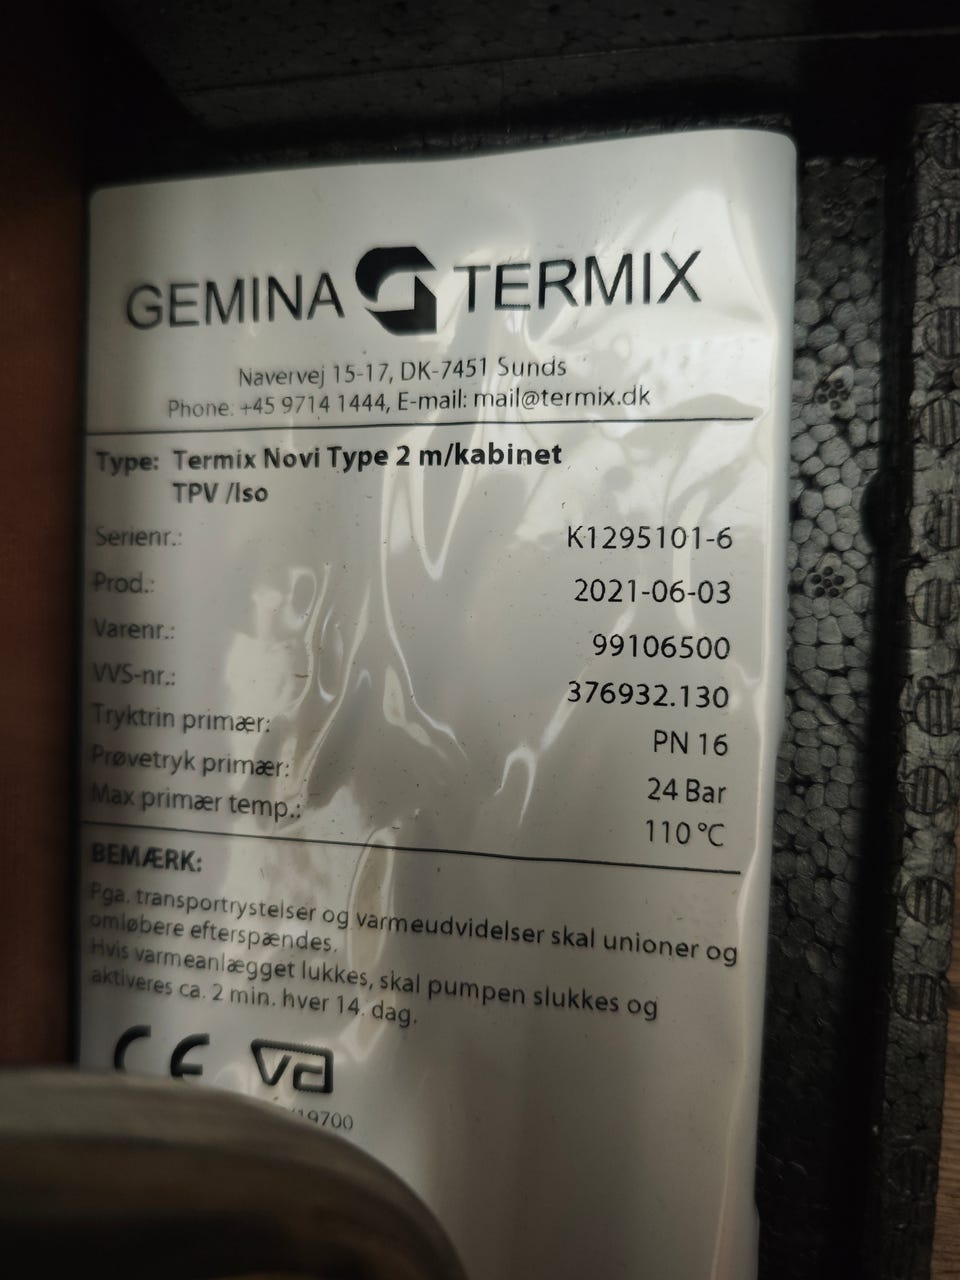 GEMINA TERMIX
Navervej 15-17, DK-7451 Sunds
Phone: +45 9714 1444, E-mail: mail@termix.dk
Type: Termix Novi Type 2 m/kabinet
TPV /Iso
Serienr.: K1295101-6
Prod.: 2021-06-03
Varenr.: 99106500
VVS-nr.: 376932.130
Tryktrin primær: PN 16
Prøvetryk primær: 24 Bar
Max primær temp.: 110 °C
BEMÆRK:
Pga. transportrystelser og varmeudvidelser skal unioner og
omløbere efterspændes.
Hvis varmeanlægget lukkes, skal pumpen slukkes og
aktiveres ca. 2 min. hver 14. dag.
CE va
/19700